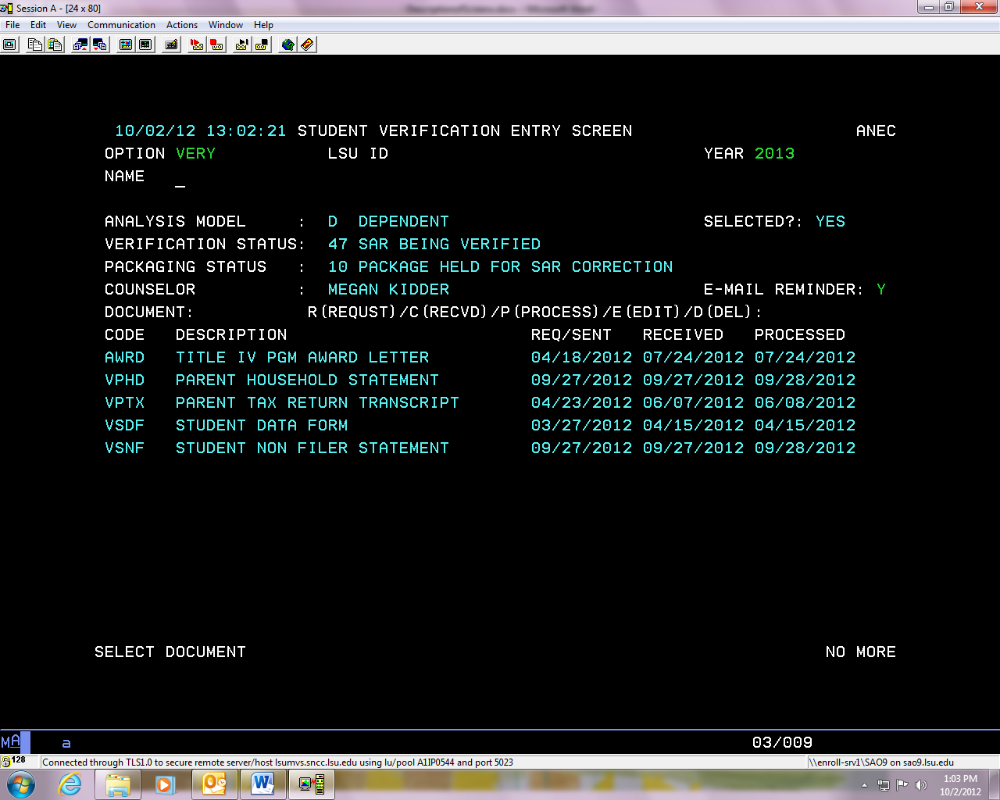 Session A - [24 x 80]
File Edit View Communication Actions Window Help
10/02/12 13:02:21 STUDENT VERIFICATION ENTRY SCREEN ANEC
OPTION VERY LSU ID YEAR 2013
NAME _
ANALYSIS MODEL : D DEPENDENT SELECTED?: YES
VERIFICATION STATUS: 47 SAR BEING VERIFIED
PACKAGING STATUS : 10 PACKAGE HELD FOR SAR CORRECTION
COUNSELOR : MEGAN KIDDER E-MAIL REMINDER: Y
DOCUMENT: R(REQUST)/C(RECVD)/P(PROCESS)/E(EDIT)/D(DEL):
CODE DESCRIPTION REQ/SENT RECEIVED PROCESSED
AWRD TITLE IV PGM AWARD LETTER 04/18/2012 07/24/2012 07/24/2012
VPHD PARENT HOUSEHOLD STATEMENT 09/27/2012 09/27/2012 09/28/2012
VPTX PARENT TAX RETURN TRANSCRIPT 04/23/2012 06/07/2012 06/08/2012
VSDF STUDENT DATA FORM 03/27/2012 04/15/2012 04/15/2012
VSNF STUDENT NON FILER STATEMENT 09/27/2012 09/27/2012 09/28/2012
SELECT DOCUMENT NO MORE
MA a 03/009
128 Connected through TLS1.0 to secure remote server/host lsumvs.sncc.lsu.edu using lu/pool A1IP0544 and port 5023 \\enroll-srv1\SAO9 on sao9.lsu.edu
1:03 PM
10/2/2012